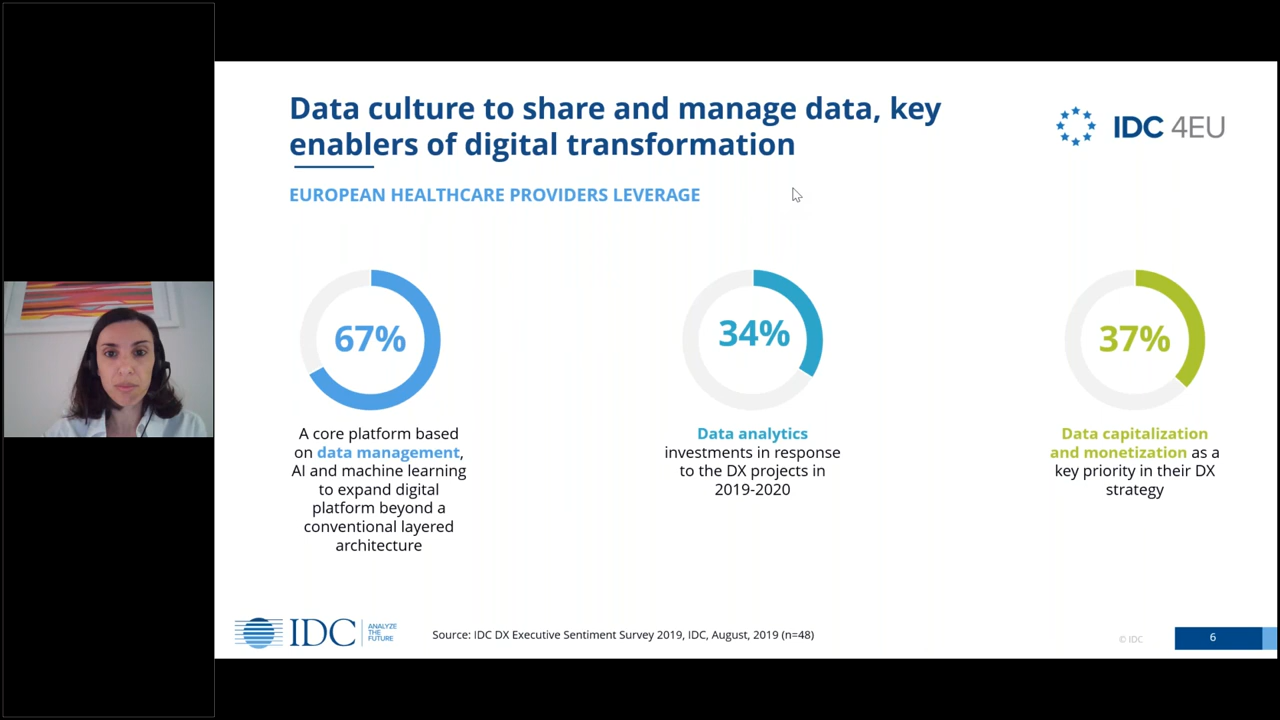 Data culture to share and manage data, key
enablers of digital transformation
IDC 4EU
EUROPEAN HEALTHCARE PROVIDERS LEVERAGE
67%
A core platform based
on data management,
AI and machine learning
to expand digital
platform beyond a
conventional layered
architecture
34%
Data analytics
investments in response
to the DX projects in
2019-2020
37%
Data capitalization
and monetization as a
key priority in their DX
strategy
IDC
ANALYZE
THE
FUTURE
Source: IDC DX Executive Sentiment Survey 2019, IDC, August, 2019 (n=48)
© IDC
6